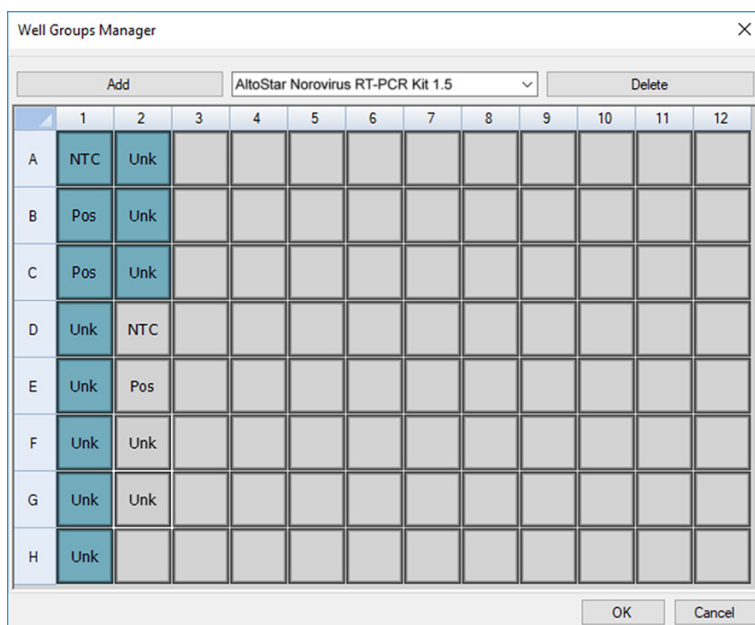 Well Groups Manager
Add AltoStar Norovirus RT-PCR Kit 1.5 Delete
1 2 3 4 5 6 7 8 9 10 11 12
A NTC Unk
B Pos Unk
C Pos Unk
D Unk NTC
E Unk Pos
F Unk Unk
G Unk Unk
H Unk
OK Cancel